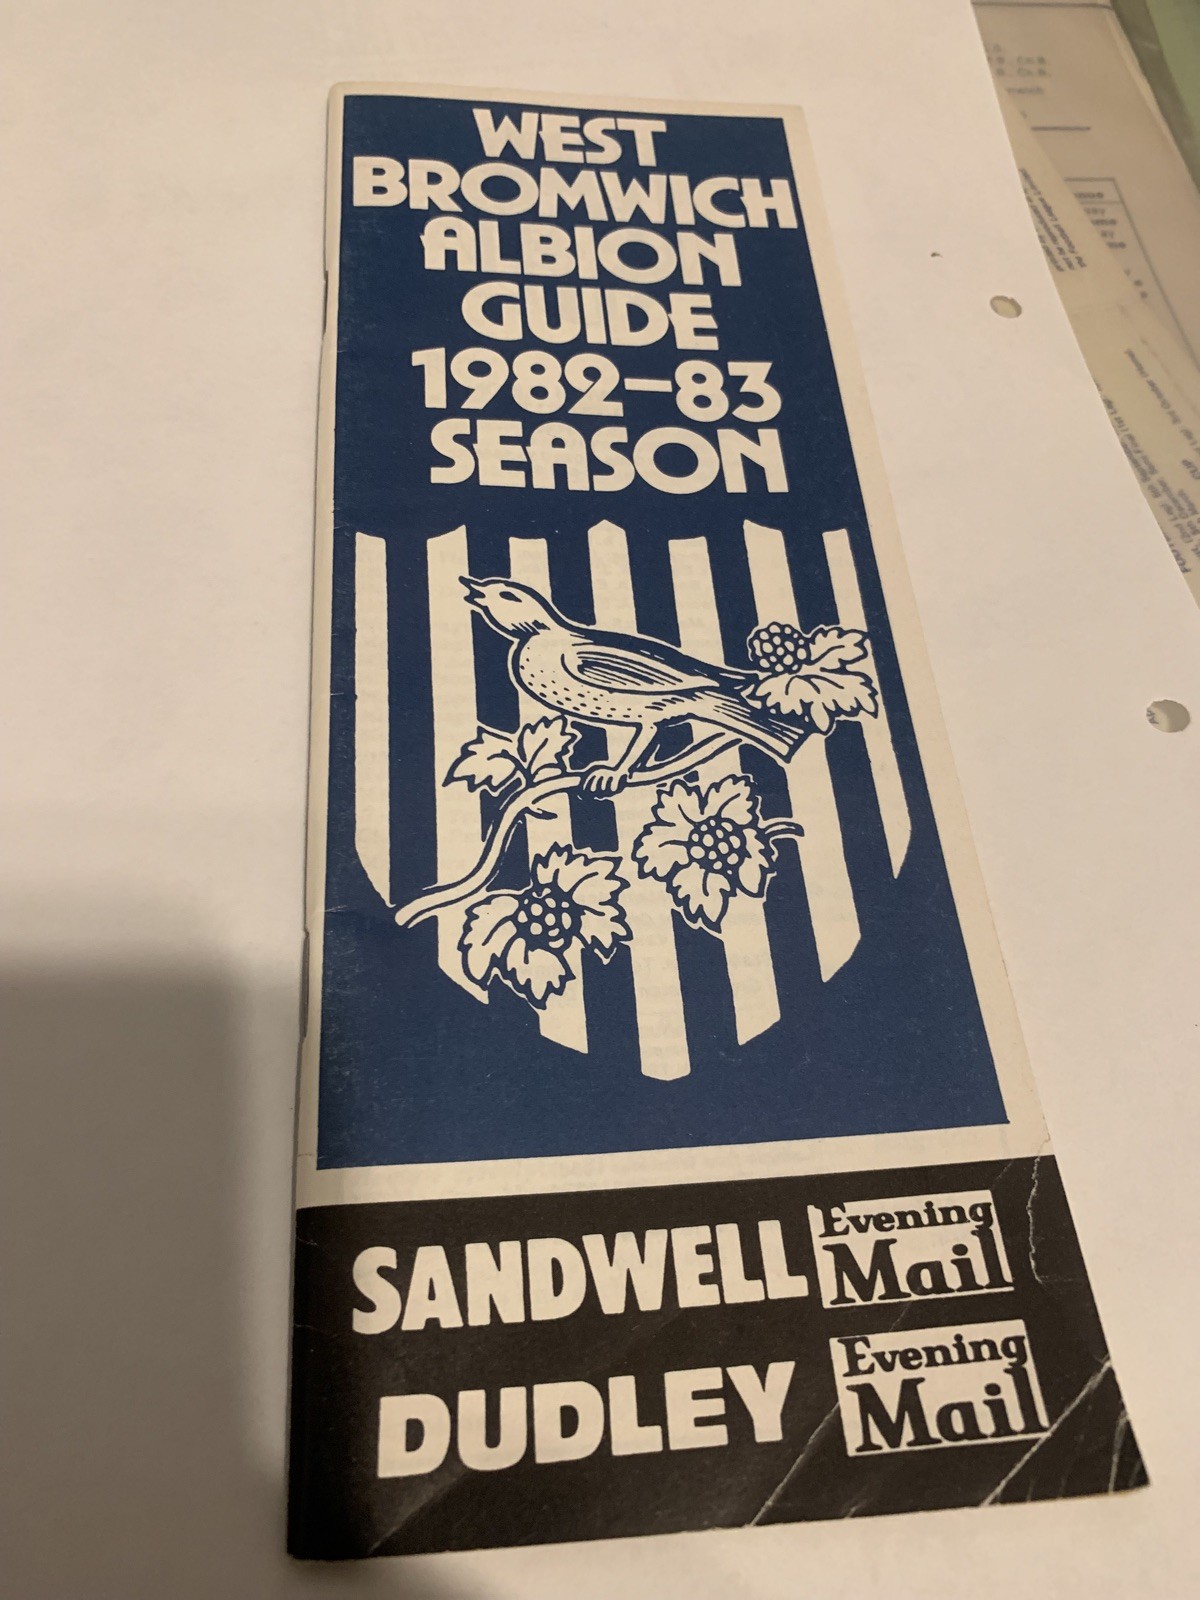 WEST
BROMWICH
ALBION
GUIDE
1982-83
SEASON
SANDWELL Evening Mail
DUDLEY Evening Mail